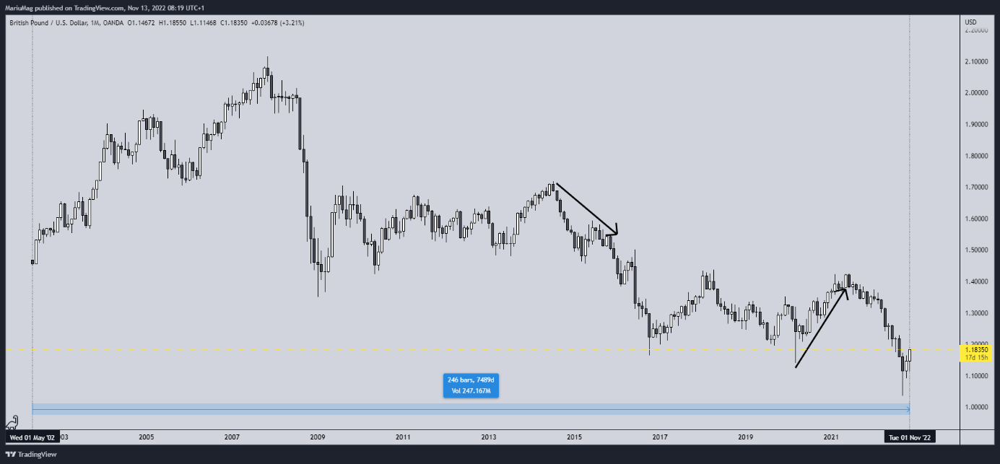 MariuMag published on TradingView.com, Nov 13, 2022 08:19 UTC+1
British Pound / U.S. Dollar, 1M, OANDA O1.14672 H1.18550 L1.11468 C1.18350 +0.03678 (+3.21%)
USD
2.20000
2.10000
2.00000
1.90000
1.80000
1.70000
1.60000
1.50000
1.40000
1.30000
1.20000
1.18350
17d 15h
1.10000
1.00000
246 bars, 7489d
Vol 247.167M
Wed 01 May '02
03
2005
2007
2009
2011
2013
2015
2017
2019
2021
Tue 01 Nov '22
TradingView